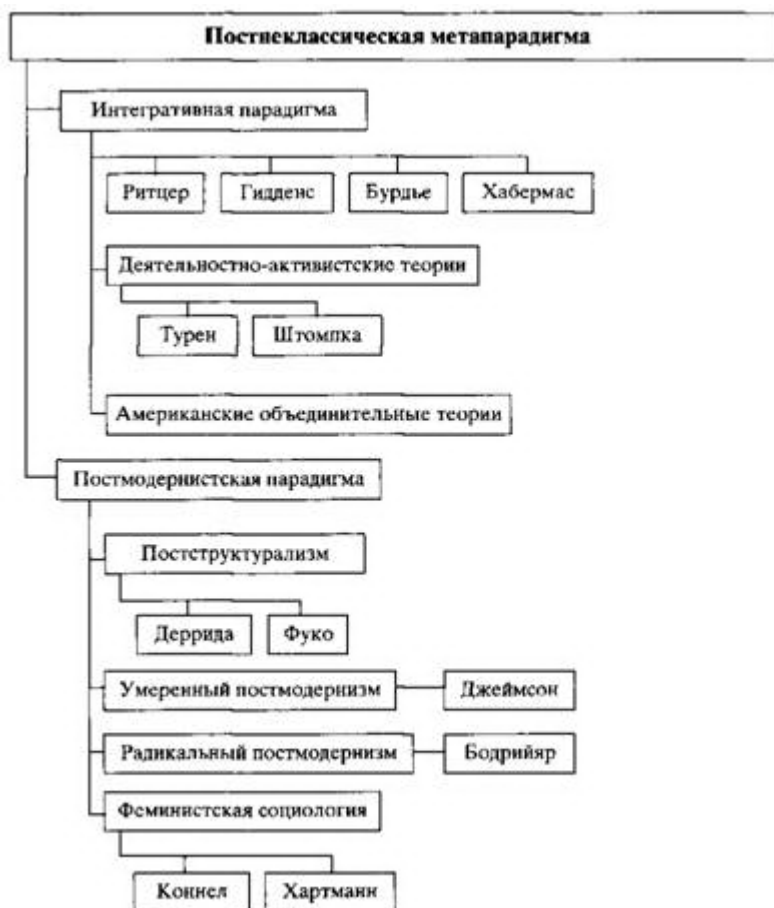 Постнеклассическая метапарадигма
Интегративная парадигма
Ритцер Гидденс Бурдье Хабермас
Деятельностно-активистские теории
Турен Штомпка
Американские объединительные теории
Постмодернистская парадигма
Постструктурализм
Деррида Фуко
Умеренный постмодернизм Джеймсон
Радикальный постмодернизм Бодрийяр
Феминистская социология
Коннел Хартманн